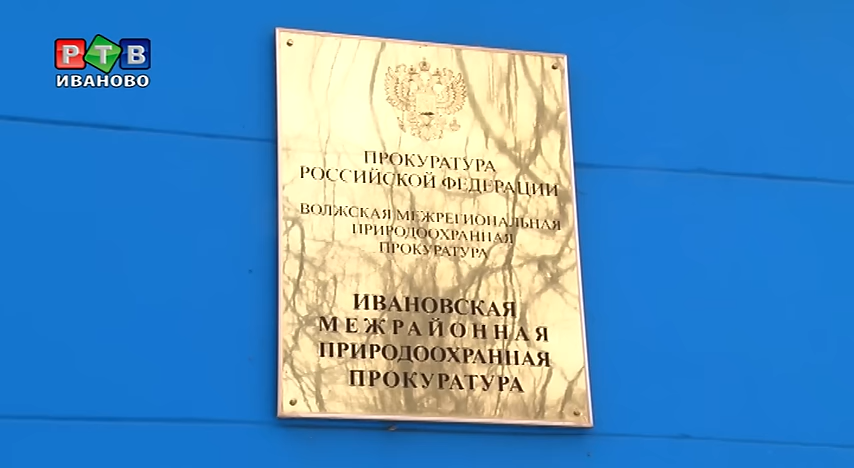 РТВ
ИВАНОВО
ПРОКУРАТУРА
РОССИЙСКОЙ ФЕДЕРАЦИИ
ВОЛЖСКАЯ МЕЖРЕГИОНАЛЬНАЯ
ПРИРОДООХРАННАЯ
ПРОКУРАТУРА
ИВАНОВСКАЯ
МЕЖРАЙОННАЯ
ПРИРОДООХРАННАЯ
ПРОКУРАТУРА